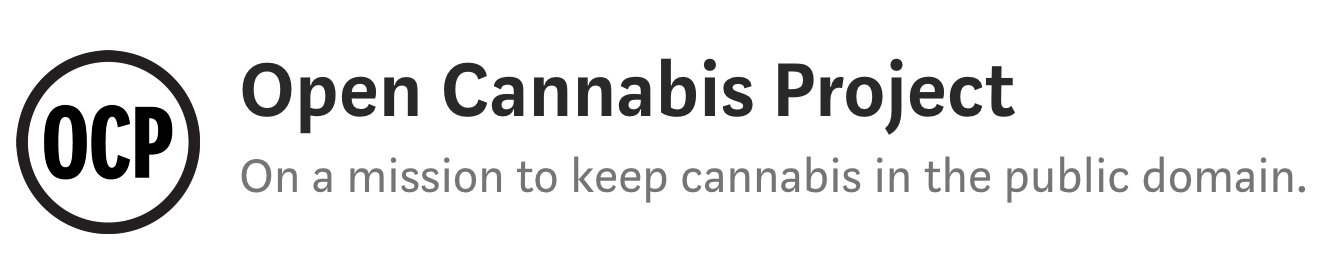 OCP
Open Cannabis Project
On a mission to keep cannabis in the public domain.